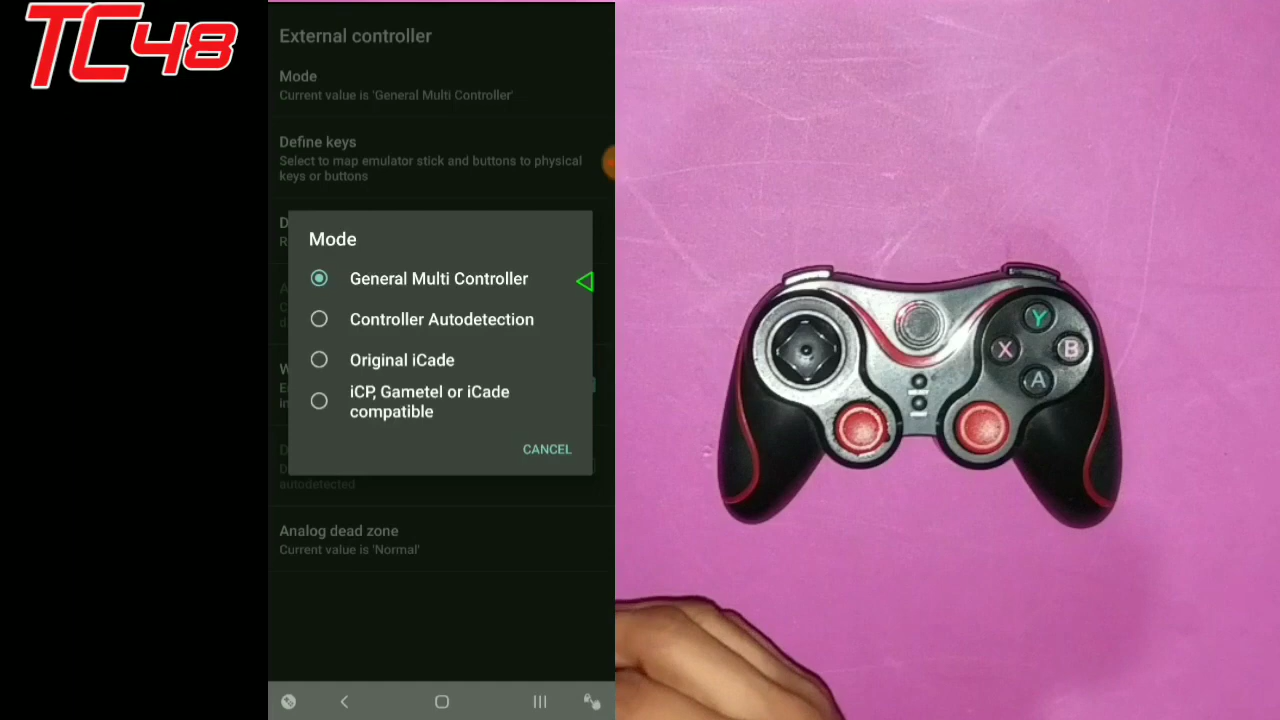 TC48
External controller
Mode
Current value is 'General Multi Controller'
Define keys
Select to map emulator stick and buttons to physical
keys or buttons
D
R
Mode
General Multi Controller
Controller Autodetection
Original iCade
iCP, Gametel or iCade
compatible
CANCEL
autodetected
Analog dead zone
Current value is 'Normal'
Y
X
B
A